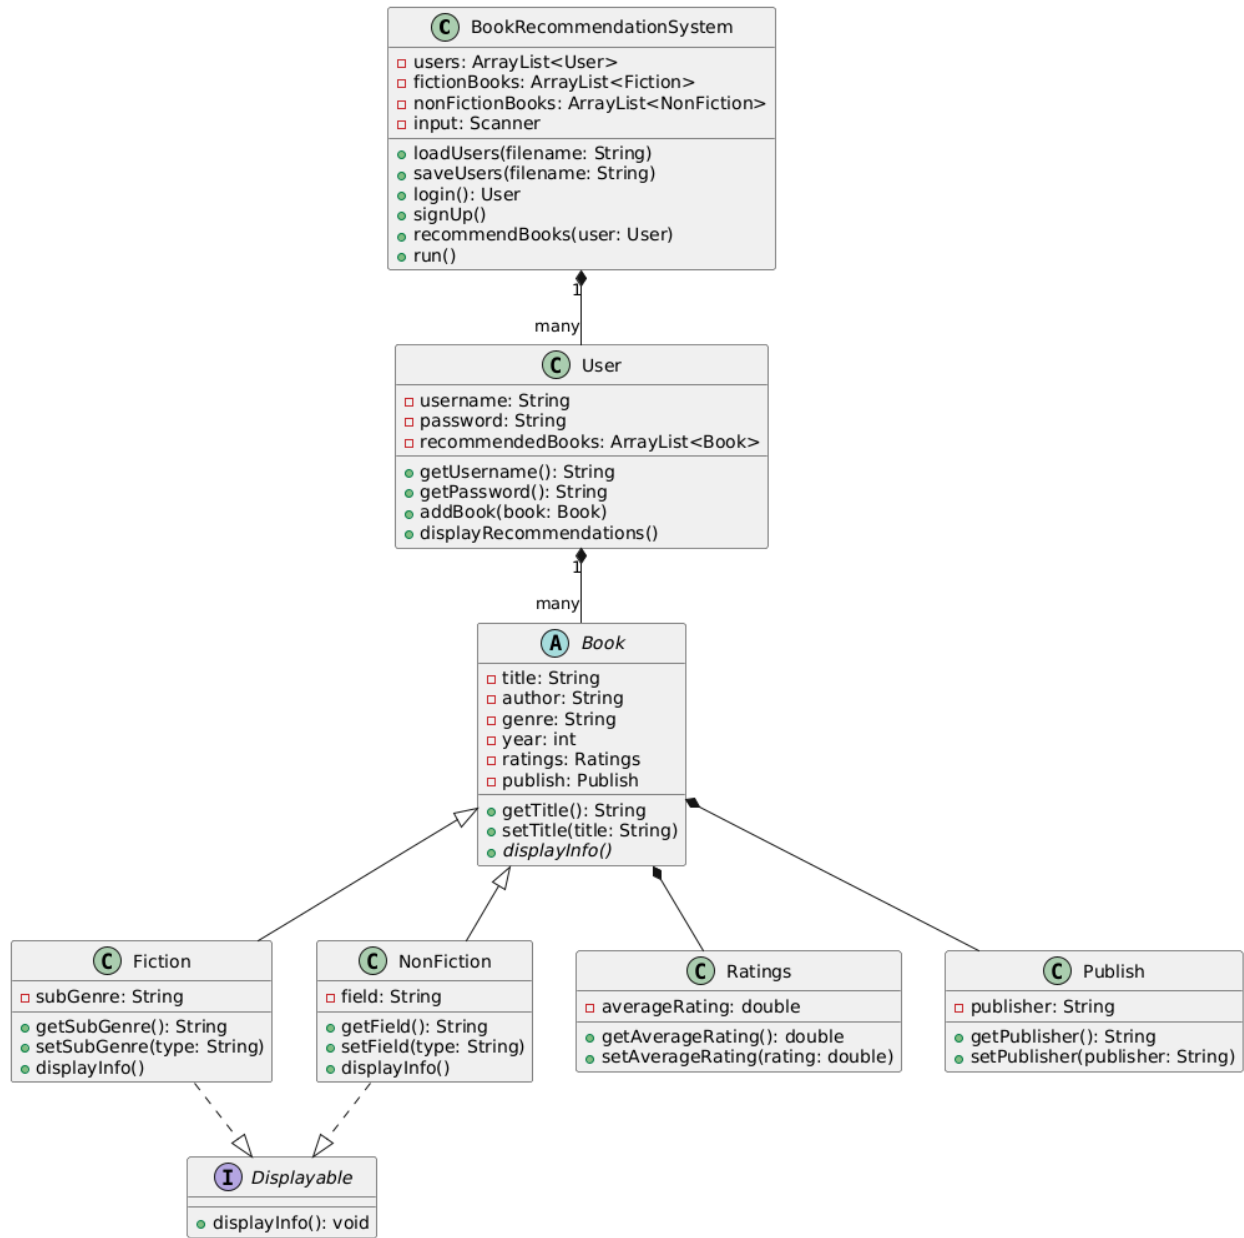 C BookRecommendationSystem
users: ArrayList<User>
fictionBooks: ArrayList<Fiction>
nonFictionBooks: ArrayList<NonFiction>
input: Scanner
loadUsers(filename: String)
saveUsers(filename: String)
login(): User
signUp()
recommendBooks(user: User)
run()
1
many
C User
username: String
password: String
recommendedBooks: ArrayList<Book>
getUsername(): String
getPassword(): String
addBook(book: Book)
displayRecommendations()
1
many
A Book
title: String
author: String
genre: String
year: int
ratings: Ratings
publish: Publish
getTitle(): String
setTitle(title: String)
displayInfo()
C Fiction
subGenre: String
getSubGenre(): String
setSubGenre(type: String)
displayInfo()
C NonFiction
field: String
getField(): String
setField(type: String)
displayInfo()
C Ratings
averageRating: double
getAverageRating(): double
setAverageRating(rating: double)
C Publish
publisher: String
getPublisher(): String
setPublisher(publisher: String)
I Displayable
displayInfo(): void